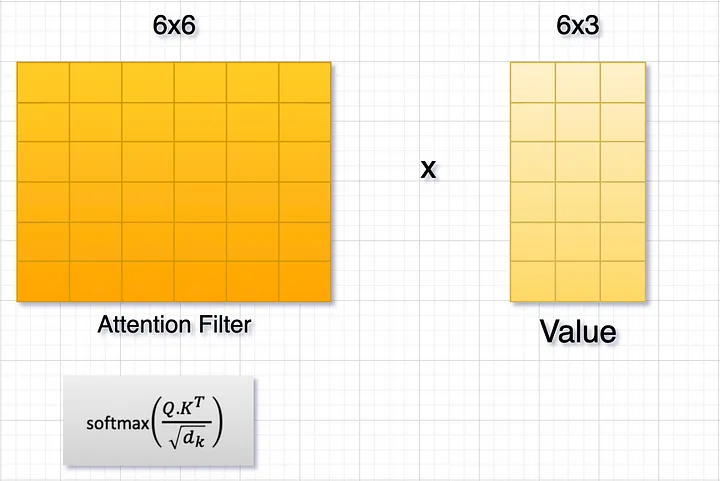 6x6
6x3
x
Attention Filter
Value
softmax(Q.K^T/√d_k)